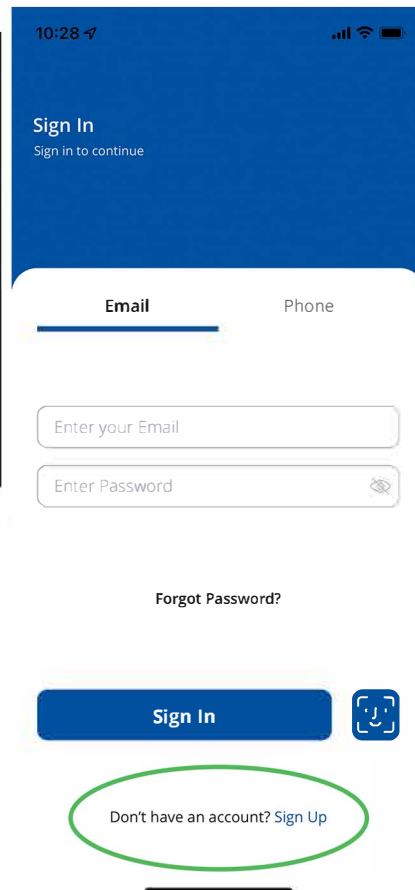 10:28
Sign In
Sign in to continue
Email Phone
Enter your Email
Enter Password
Forgot Password?
Sign In
Don't have an account? Sign Up